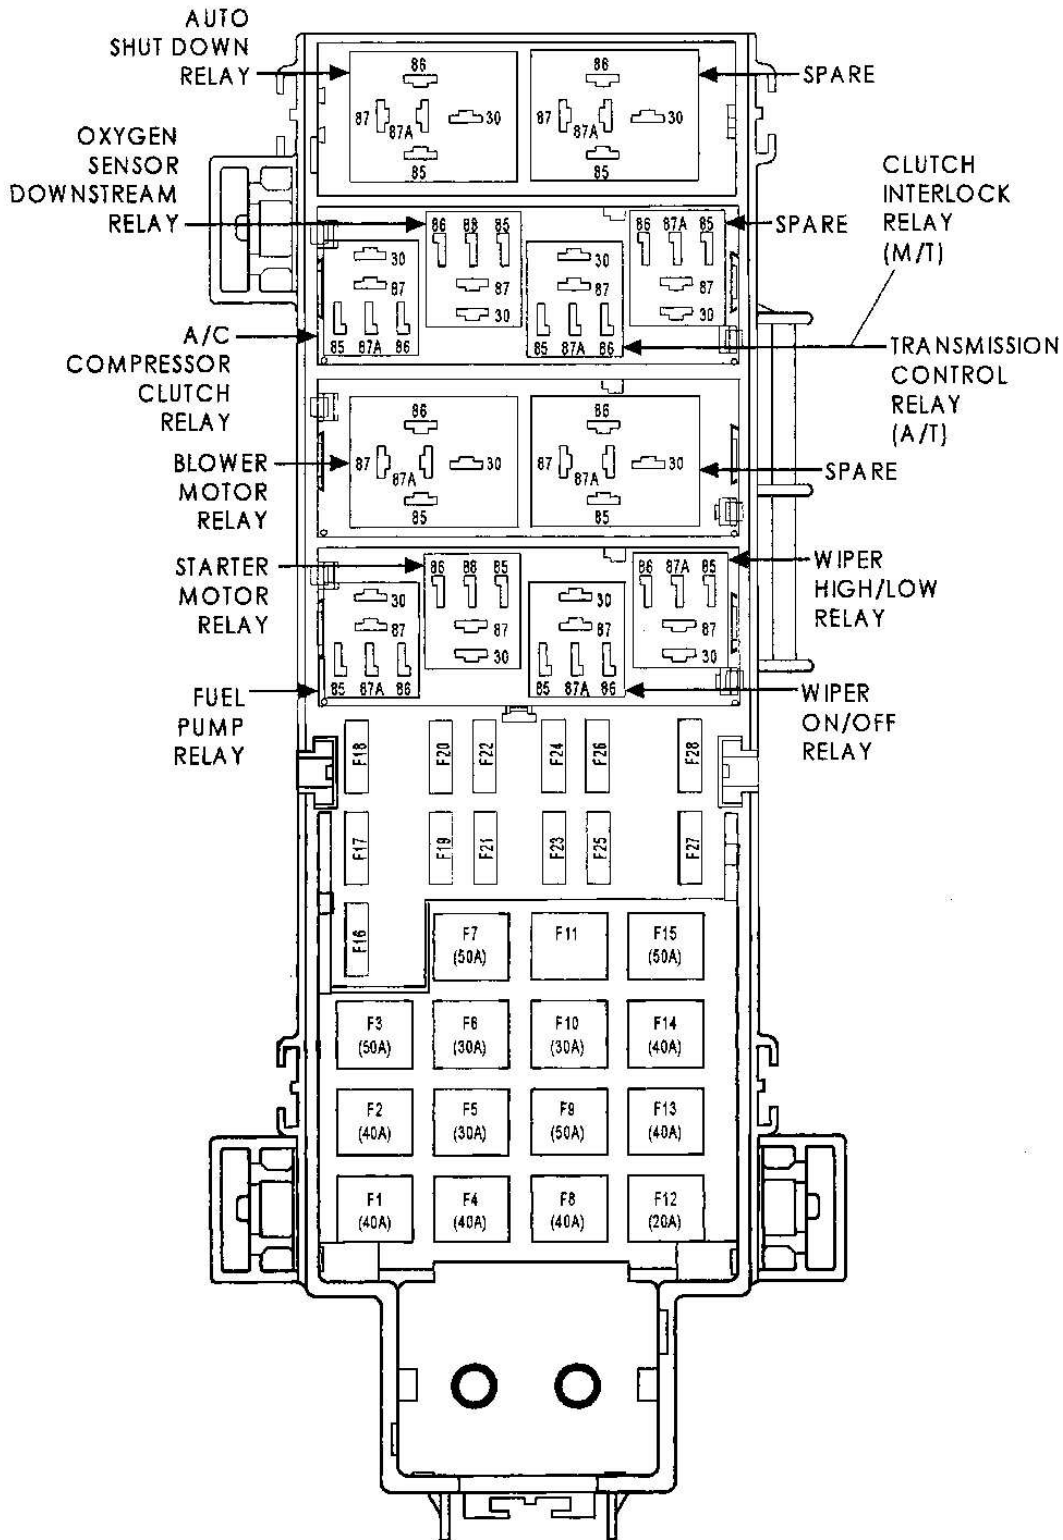 AUTO
SHUT DOWN
RELAY
SPARE
86
87
87A
30
85
86
87
87A
30
85
OXYGEN
SENSOR
DOWNSTREAM
RELAY
CLUTCH
INTERLOCK
RELAY
(M/T)
SPARE
86 88 85
87
30
86 87A 85
87
30
30
87
85 87A 86
30
87
85 87A 86
A/C
COMPRESSOR
CLUTCH
RELAY
TRANSMISSION
CONTROL
RELAY
(A/T)
86
87
87A
30
85
86
87
87A
30
85
BLOWER
MOTOR
RELAY
SPARE
STARTER
MOTOR
RELAY
WIPER
HIGH/LOW
RELAY
86 88 85
87
30
86 87A 85
87
30
30
87
85 87A 86
30
87
85 87A 86
FUEL
PUMP
RELAY
WIPER
ON/OFF
RELAY
F18 F20 F22 F24 F26 F28
F17 F19 F21 F23 F25 F27
F16
F7
(50A)
F11
F15
(50A)
F3
(50A)
F6
(30A)
F10
(30A)
F14
(40A)
F2
(40A)
F5
(30A)
F9
(50A)
F13
(40A)
F1
(40A)
F4
(40A)
F8
(40A)
F12
(20A)